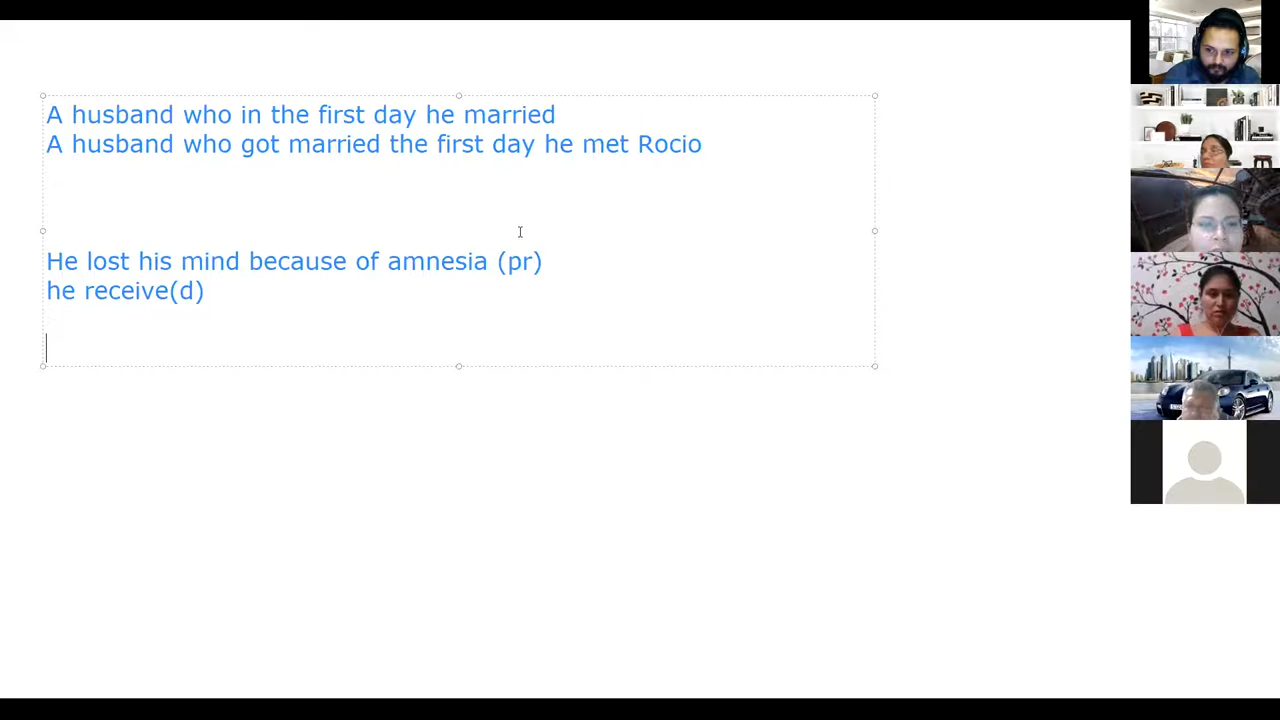 A husband who in the first day he married
A husband who got married the first day he met Rocio
He lost his mind because of amnesia (pr)
he receive(d)